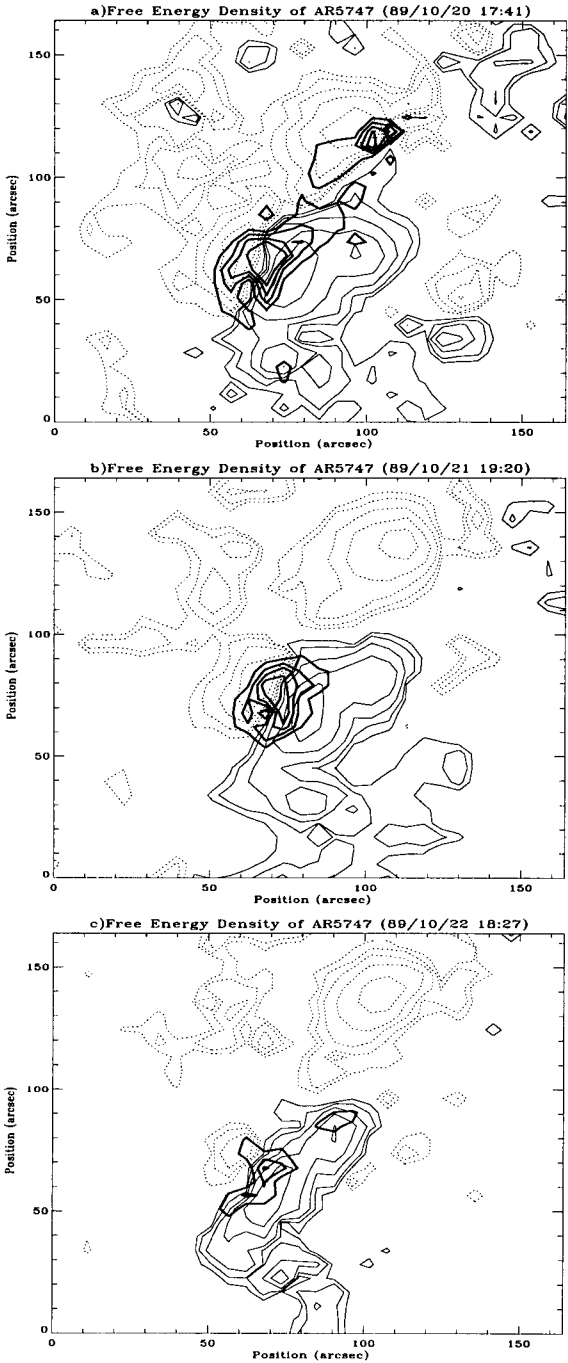 a)Free Energy Density of AR5747 (89/10/20 17:41)
150
100
50
0
Position (arcsec)
0 50 100 150
Position (arcsec)
b)Free Energy Density of AR5747 (89/10/21 19:20)
150
100
50
0
Position (arcsec)
0 50 100 150
Position (arcsec)
c)Free Energy Density of AR5747 (89/10/22 18:27)
150
100
50
0
Position (arcsec)
0 50 100 150
Position (arcsec)